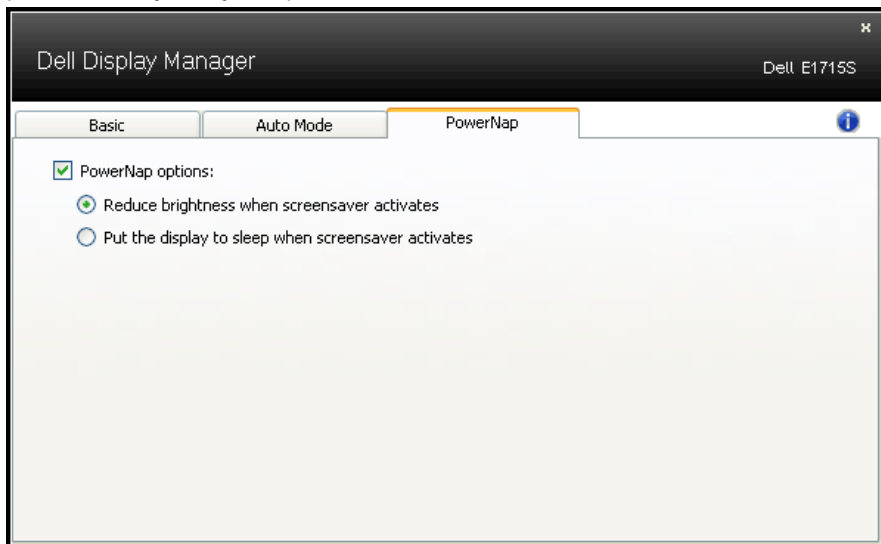 x
Dell Display Manager
Dell E1715S
Basic
Auto Mode
PowerNap
i
PowerNap options:
Reduce brightness when screensaver activates
Put the display to sleep when screensaver activates